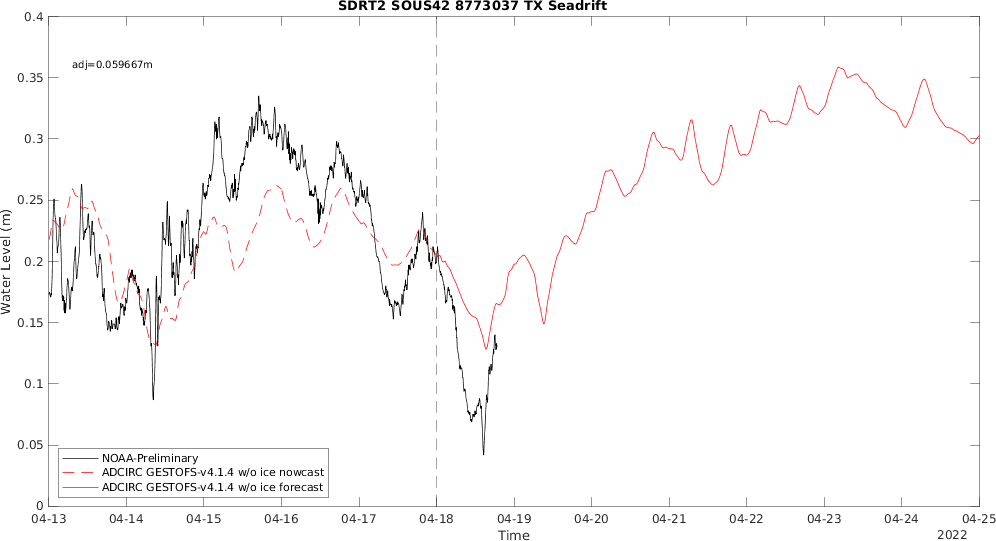 SDRT2 SOUS42 8773037 TX Seadrift
0.4
adj=0.059667m
0.35
0.3
0.25
0.2
0.15
0.1
0.05
0
Water Level (m)
NOAA-Preliminary
ADCIRC GESTOFS-v4.1.4 w/o ice nowcast
ADCIRC GESTOFS-v4.1.4 w/o ice forecast
04-13 04-14 04-15 04-16 04-17 04-18 04-19 04-20 04-21 04-22 04-23 04-24 04-25
Time
2022